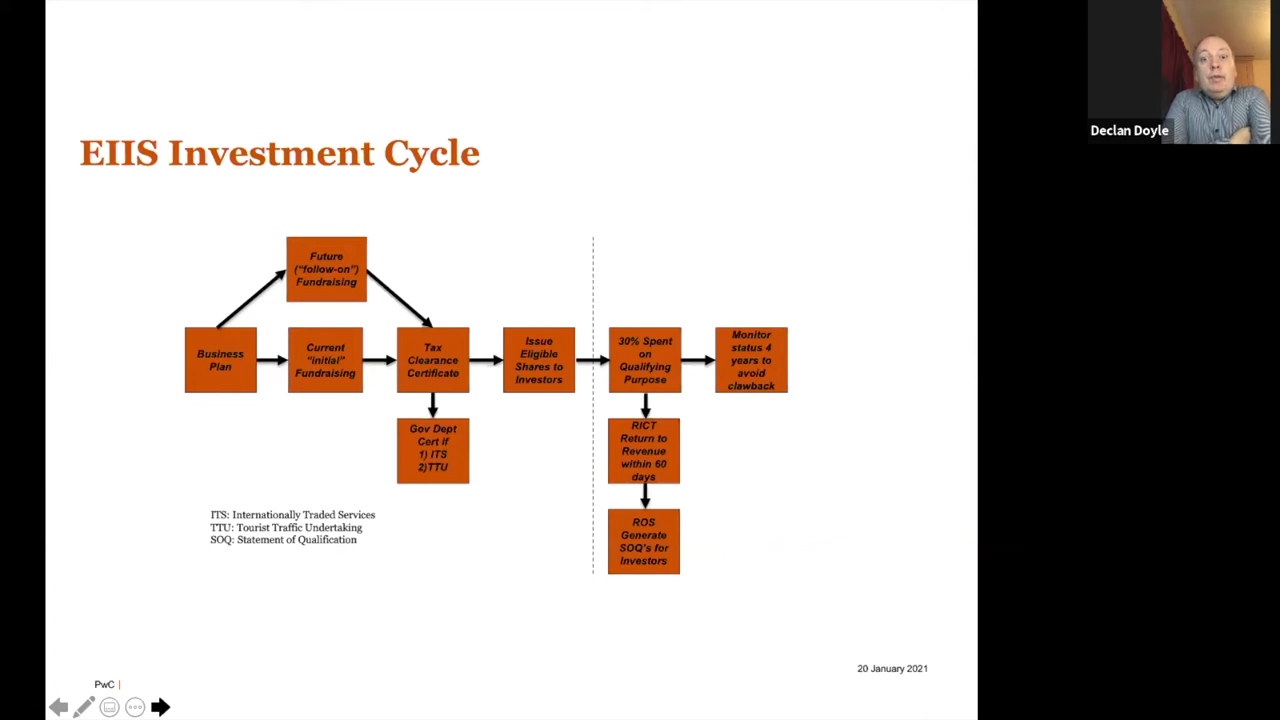 Declan Doyle
EIIS Investment Cycle
Future
("follow-on")
Fundraising
Business
Plan
Current
"initial"
Fundraising
Tax
Clearance
Certificate
Issue
Eligible
Shares to
Investors
30% Spent
on
Qualifying
Purpose
Monitor
status 4
years to
avoid
clawback
Gov Dept
Cert if
1) ITS
2)TTU
RICT
Return to
Revenue
within 60
days
ROS
Generate
SOQ's for
Investors
ITS: Internationally Traded Services
TTU: Tourist Traffic Undertaking
SOQ: Statement of Qualification
20 January 2021
PwC |